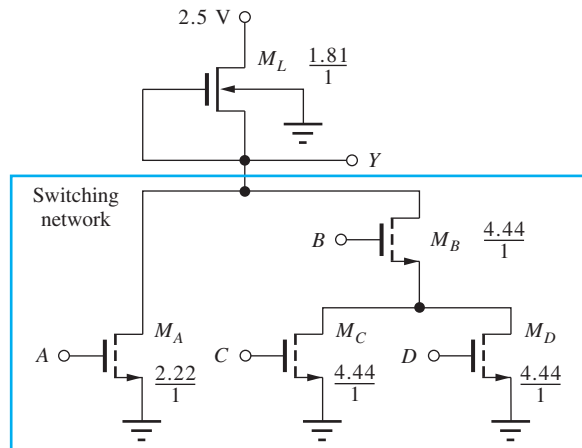 2.5 V
M_L 1.81/1
Y
Switching
network
B M_B 4.44/1
A M_A 2.22/1
C M_C 4.44/1
D M_D 4.44/1